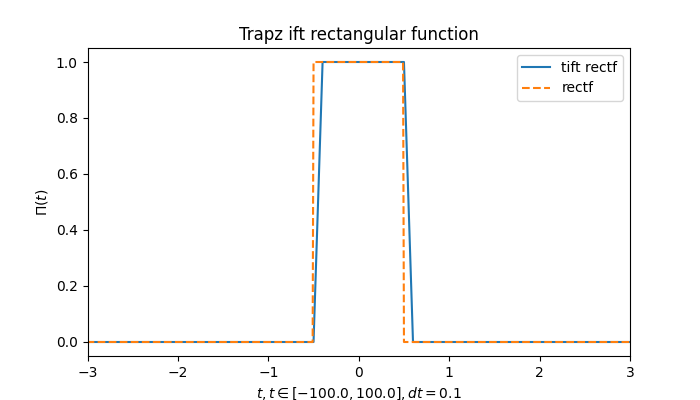 Trapz ift rectangular function
tift rectf
rectf
Π(t)
1.0
0.8
0.6
0.4
0.2
0.0
−3 −2 −1 0 1 2 3
t, t ∈ [−100.0, 100.0], dt = 0.1